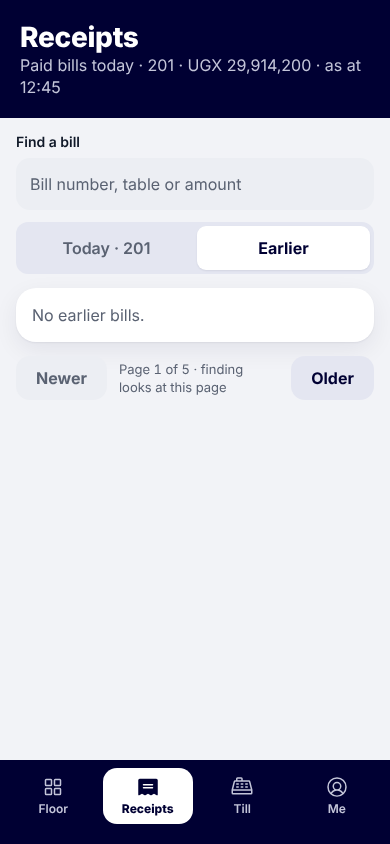 Receipts
Paid bills today · 201 · UGX 29,914,200 · as at
12:45
Find a bill
Bill number, table or amount
Today · 201
Earlier
No earlier bills.
Newer
Page 1 of 5 · finding
looks at this page
Older
Floor
Receipts
Till
Me